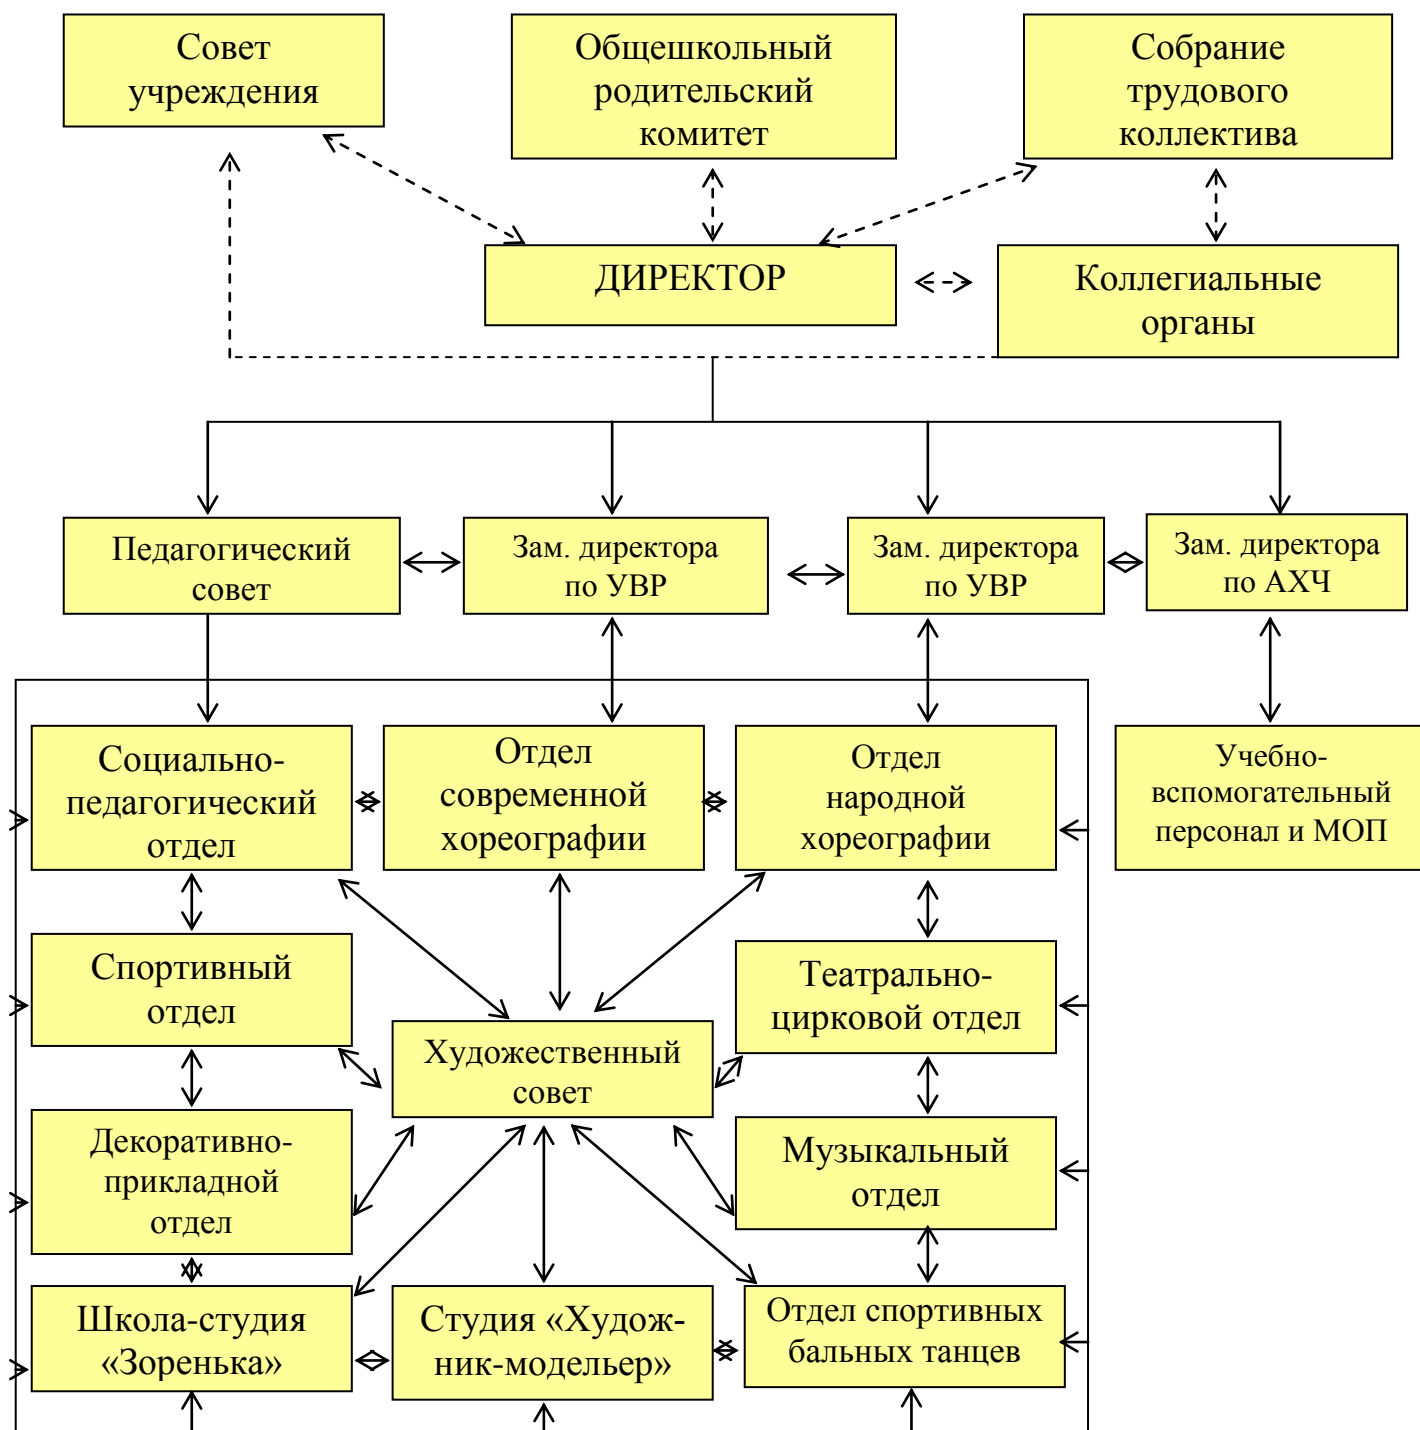 Совет
учреждения
Общешкольный
родительский
комитет
Собрание
трудового
коллектива
ДИРЕКТОР
Коллегиальные
органы
Педагогический
совет
Зам. директора
по УВР
Зам. директора
по УВР
Зам. директора
по АХЧ
Социально-
педагогический
отдел
Отдел
современной
хореографии
Отдел
народной
хореографии
Учебно-
вспомогательный
персонал и МОП
Спортивный
отдел
Театрально-
цирковой отдел
Художественный
совет
Декоративно-
прикладной
отдел
Музыкальный
отдел
Школа-студия
«Зоренька»
Студия «Худож-
ник-модельер»
Отдел спортивных
бальных танцев